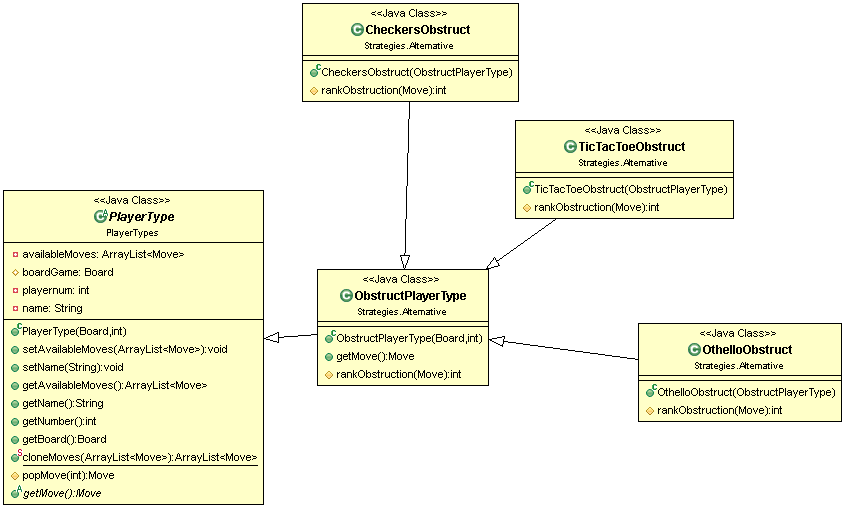 <<Java Class>>
CheckersObstruct
Strategies.Alternative
CheckersObstruct(ObstructPlayerType)
rankObstruction(Move):int
<<Java Class>>
TicTacToeObstruct
Strategies.Alternative
TicTacToeObstruct(ObstructPlayerType)
rankObstruction(Move):int
<<Java Class>>
PlayerType
PlayerTypes
availableMoves: ArrayList<Move>
boardGame: Board
playernum: int
name: String
PlayerType(Board,int)
setAvailableMoves(ArrayList<Move>):void
setName(String):void
getAvailableMoves():ArrayList<Move>
getName():String
getNumber():int
getBoard():Board
cloneMoves(ArrayList<Move>):ArrayList<Move>
popMove(int):Move
getMove():Move
<<Java Class>>
ObstructPlayerType
Strategies.Alternative
ObstructPlayerType(Board,int)
getMove():Move
rankObstruction(Move):int
<<Java Class>>
OthelloObstruct
Strategies.Alternative
OthelloObstruct(ObstructPlayerType)
rankObstruction(Move):int